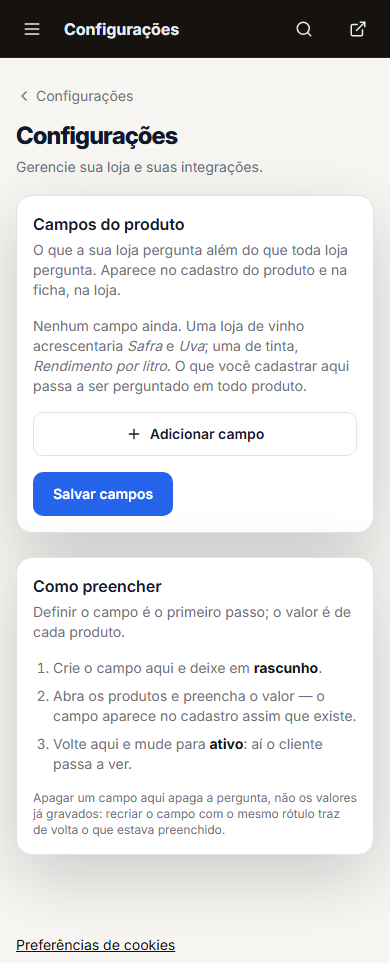 Configurações
Configurações
Configurações
Gerencie sua loja e suas integrações.
Campos do produto
O que a sua loja pergunta além do que toda loja
pergunta. Aparece no cadastro do produto e na
ficha, na loja.
Nenhum campo ainda. Uma loja de vinho
acrescentaria Safra e Uva; uma de tinta,
Rendimento por litro. O que você cadastrar aqui
passa a ser perguntado em todo produto.
Adicionar campo
Salvar campos
Como preencher
Definir o campo é o primeiro passo; o valor é de
cada produto.
1. Crie o campo aqui e deixe em rascunho.
2. Abra os produtos e preencha o valor — o
campo aparece no cadastro assim que existe.
3. Volte aqui e mude para ativo: aí o cliente
passa a ver.
Apagar um campo aqui apaga a pergunta, não os valores
já gravados: recriar o campo com o mesmo rótulo traz
de volta o que estava preenchido.
Preferências de cookies